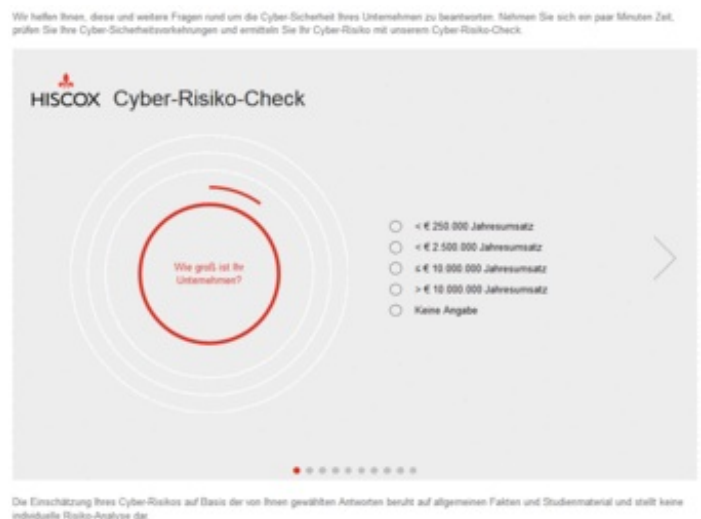 Wir helfen Ihnen, diese und weitere Fragen rund um die Cyber-Sicherheit Ihres Unternehmen zu beantworten. Nehmen Sie sich ein paar Minuten Zeit,
prüfen Sie Ihre Cyber-Sicherheitsvorkehrungen und ermitteln Sie Ihr Cyber-Risiko mit unserem Cyber-Risiko-Check.
HISCOX Cyber-Risiko-Check
Wie groß ist Ihr
Unternehmen?
< € 250.000 Jahresumsatz
< € 2.500.000 Jahresumsatz
≤ € 10.000.000 Jahresumsatz
> € 10.000.000 Jahresumsatz
Keine Angabe
Die Einschätzung Ihres Cyber-Risikos auf Basis der von Ihnen gewählten Antworten beruht auf allgemeinen Fakten und Studienmaterial und stellt keine
individuelle Risiko-Analyse dar.